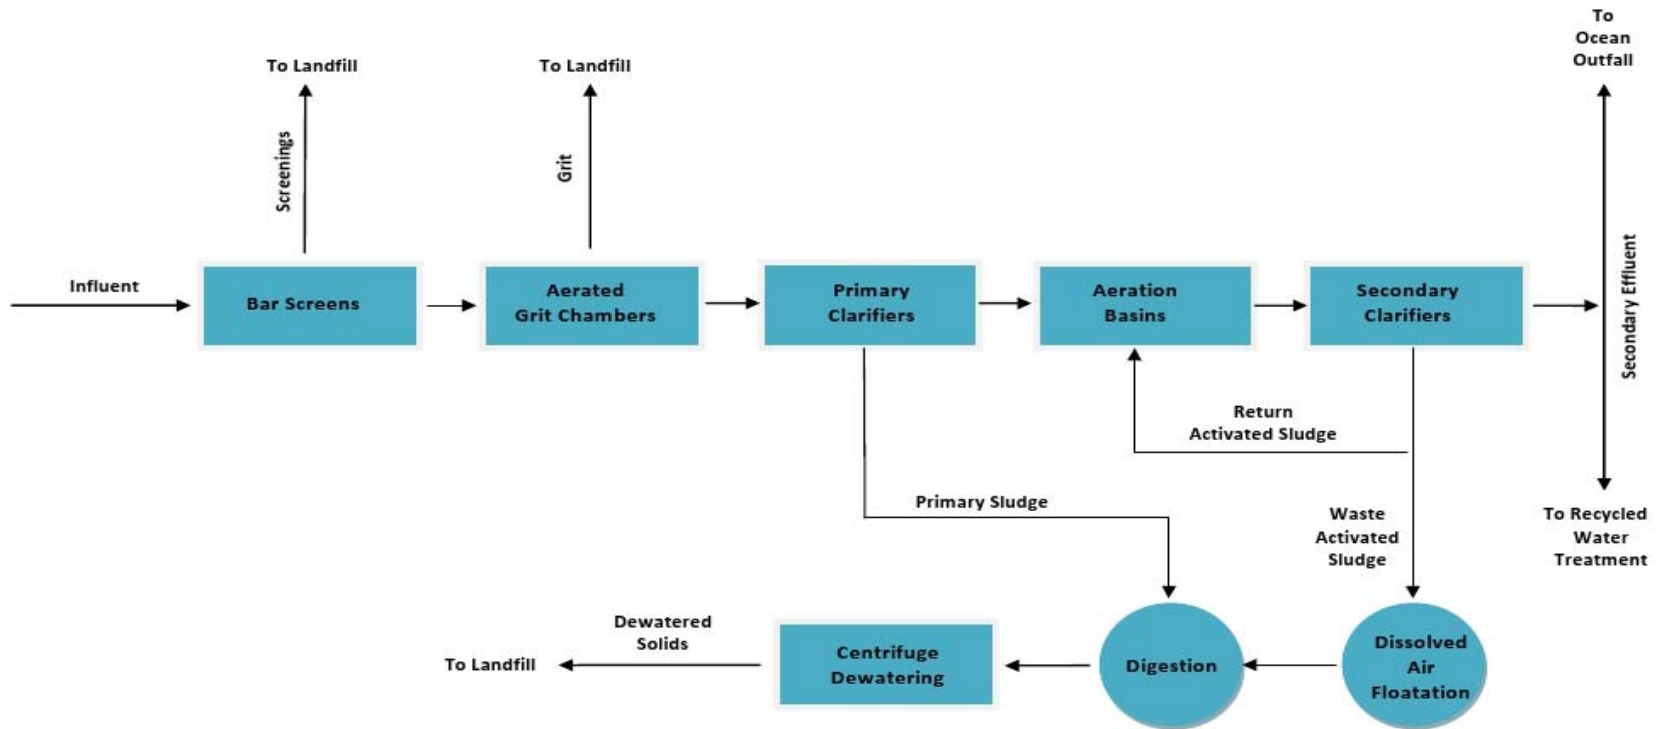 To
Ocean
Outfall
To Landfill
To Landfill
Screenings
Grit
Influent
Bar Screens
Aerated
Grit Chambers
Primary
Clarifiers
Aeration
Basins
Secondary
Clarifiers
Secondary Effluent
Return
Activated Sludge
Primary Sludge
Waste
Activated
Sludge
To Recycled
Water
Treatment
Dewatered
Solids
To Landfill
Centrifuge
Dewatering
Digestion
Dissolved
Air
Floatation